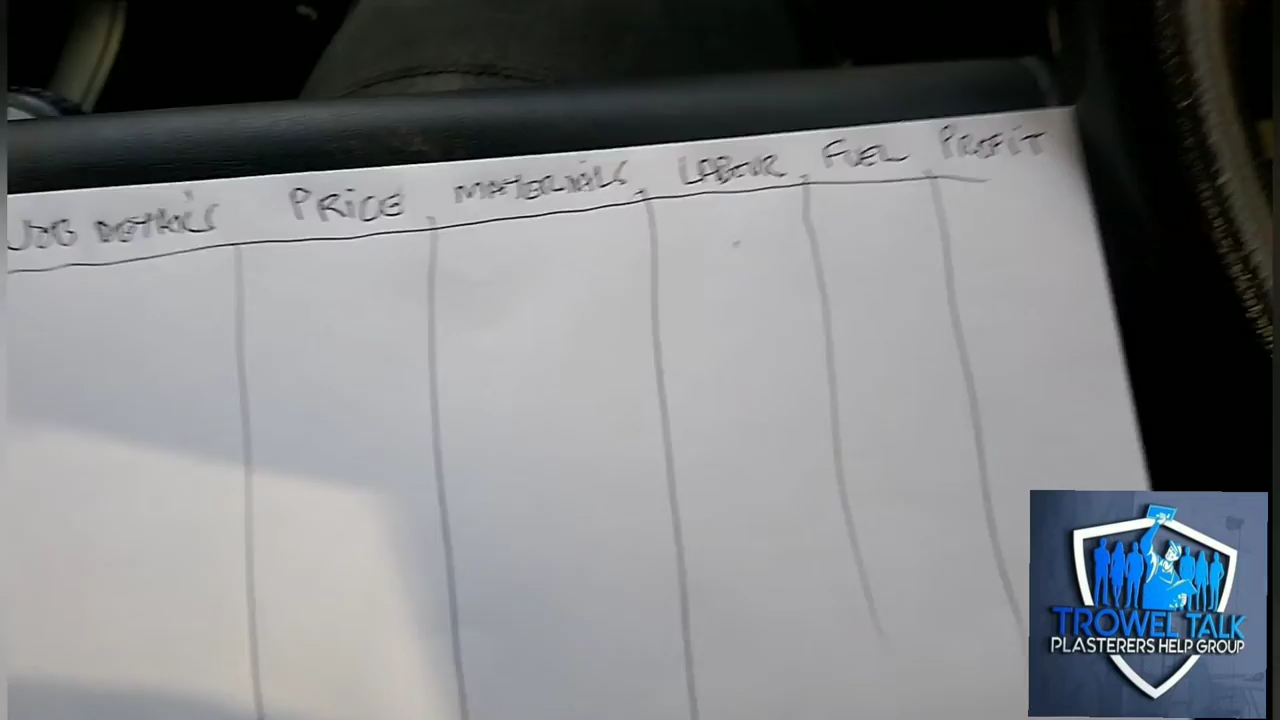 JOB DETAILS PRICE MATERIALS LABOUR FUEL PROFIT
TROWEL TALK
PLASTERERS HELP GROUP